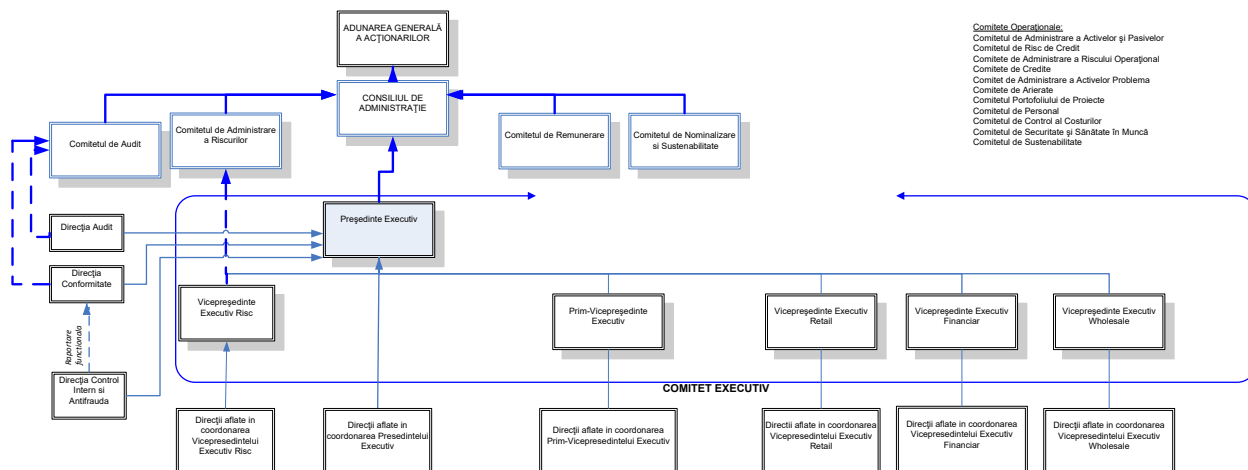 ADUNAREA GENERALĂ
A ACȚIONARILOR
Comitete Operaționale:
Comitetul de Administrare a Activelor și Pasivelor
Comitetul de Risc de Credit
Comitete de Administrare a Riscului Operațional
Comitete de Credite
Comitet de Administrare a Activelor Problema
Comitete de Arierate
Comitetul Portofoliului de Proiecte
Comitetul de Personal
Comitetul de Control al Costurilor
Comitetul de Securitate și Sănătate în Muncă
Comitetul de Sustenabilitate
CONSILIUL DE
ADMINISTRAȚIE
Comitetul de Audit
Comitetul de Administrare
a Riscurilor
Comitetul de Remunerare
Comitetul de Nominalizare
si Sustenabilitate
Direcția Audit
Președinte Executiv
Direcția
Conformitate
Vicepreședinte
Executiv Risc
Prim-Vicepreședinte
Executiv
Vicepreședinte Executiv
Retail
Vicepreședinte Executiv
Financiar
Vicepreședinte Executiv
Wholesale
Raportare
functionala
Direcția Control
Intern si
Antifrauda
COMITET EXECUTIV
Direcții aflate in
coordonarea
Vicepresedintelui
Executiv Risc
Direcții aflate in
coordonarea Presedintelui
Executiv
Direcții aflate in coordonarea
Prim-Vicepresedintelui Executiv
Directii aflate in coordonarea
Vicepresedintelui Executiv
Retail
Direcții aflate in coordonarea
Vicepresedintelui Executiv
Financiar
Direcții aflate in coordonarea
Vicepresedintelui Executiv
Wholesale